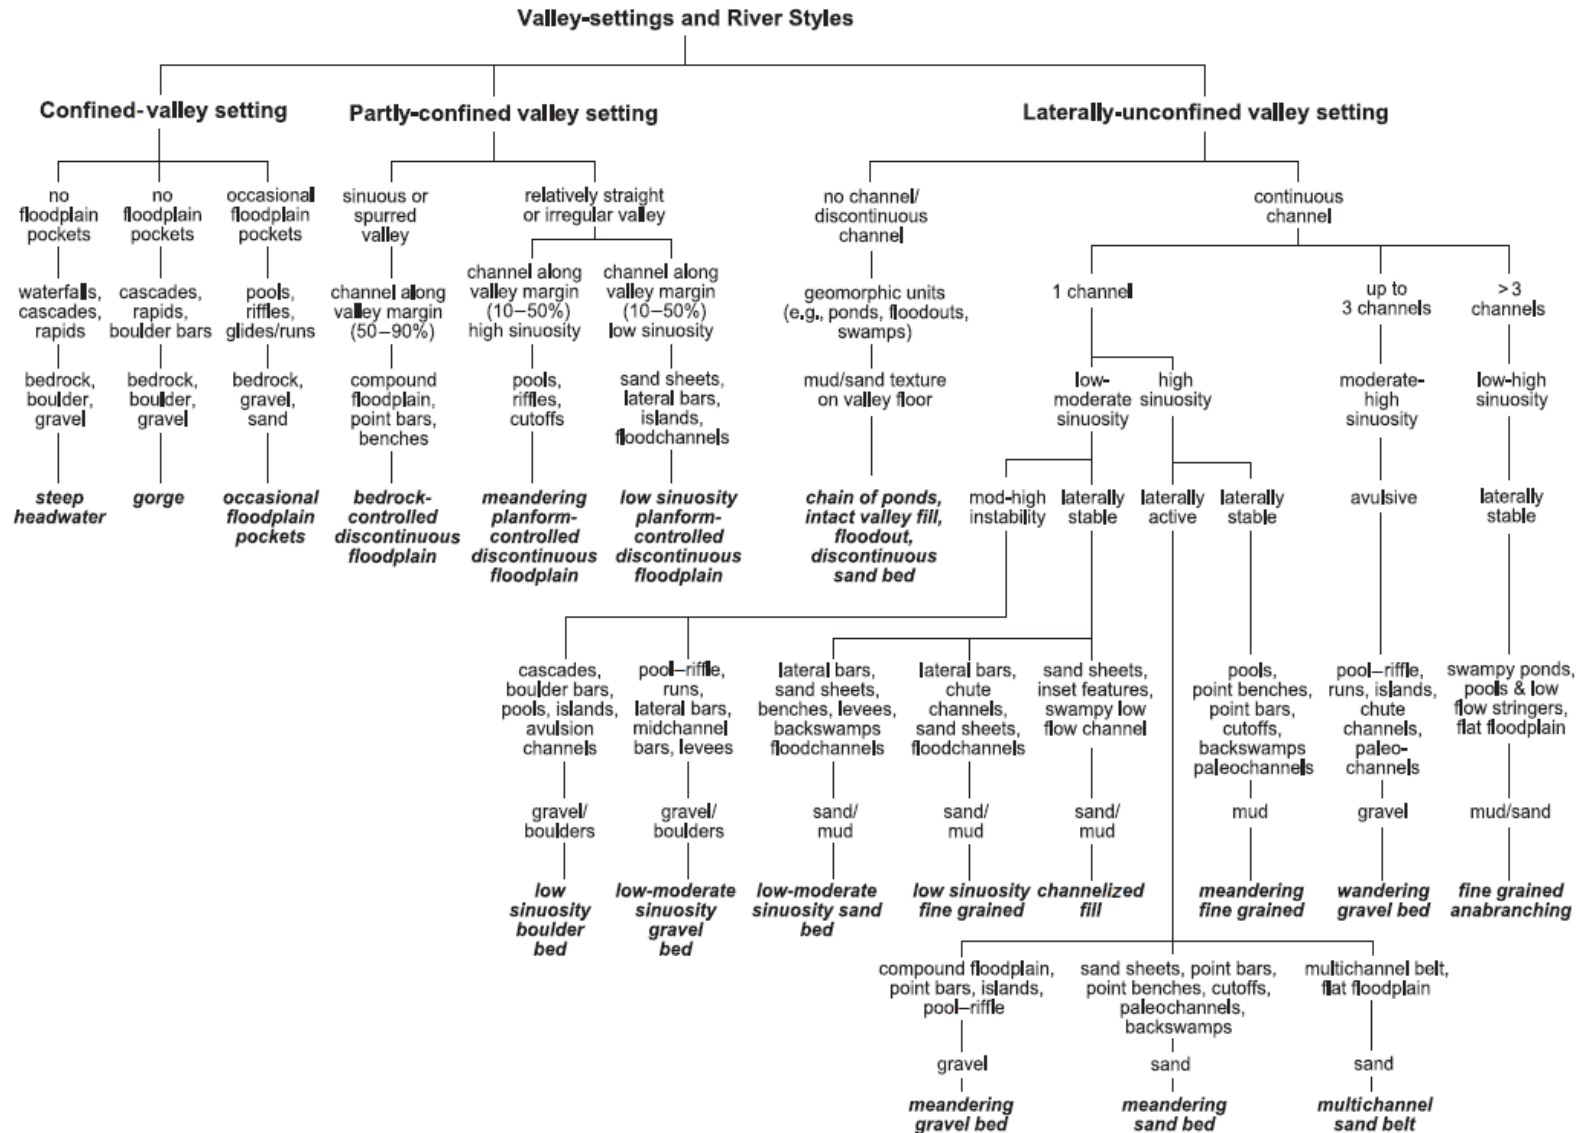 Valley-settings and River Styles
Confined-valley setting
Partly-confined valley setting
Laterally-unconfined valley setting
no
floodplain
pockets
waterfalls,
cascades,
rapids
bedrock,
boulder,
gravel
steep
headwater
no
floodplain
pockets
cascades,
rapids,
boulder bars
bedrock,
boulder,
gravel
gorge
occasional
floodplain
pockets
pools,
riffles,
glides/runs
bedrock,
gravel,
sand
occasional
floodplain
pockets
sinuous or
spurred
valley
channel along
valley margin
(50–90%)
compound
floodplain,
point bars,
benches
bedrock-
controlled
discontinuous
floodplain
relatively straight
or irregular valley
channel along
valley margin
(10–50%)
high sinuosity
pools,
riffles,
cutoffs
meandering
planform-
controlled
discontinuous
floodplain
channel along
valley margin
(10–50%)
low sinuosity
sand sheets,
lateral bars,
islands,
floodchannels
low sinuosity
planform-
controlled
discontinuous
floodplain
no channel/
discontinuous
channel
geomorphic units
(e.g., ponds, floodouts,
swamps)
mud/sand texture
on valley floor
chain of ponds,
intact valley fill,
floodout,
discontinuous
sand bed
continuous
channel
1 channel
up to
3 channels
> 3
channels
low-
moderate
sinuosity
high
sinuosity
moderate-
high
sinuosity
low-high
sinuosity
mod-high
instability
laterally
stable
laterally
active
laterally
stable
avulsive
laterally
stable
cascades,
boulder bars,
pools, islands,
avulsion
channels
gravel/
boulders
low
sinuosity
boulder
bed
pool–riffle,
runs,
lateral bars,
midchannel
bars, levees
gravel/
boulders
low-moderate
sinuosity
gravel
bed
lateral bars,
sand sheets,
benches, levees,
backswamps
floodchannels
sand/
mud
low-moderate
sinuosity sand
bed
lateral bars,
chute
channels,
sand sheets,
floodchannels
sand/
mud
low sinuosity
fine grained
sand sheets,
inset features,
swampy low
flow channel
sand/
mud
channelized
fill
pools,
point benches,
point bars,
cutoffs,
backswamps
paleochannels
mud
meandering
fine grained
pool–riffle,
runs, islands,
chute
channels,
paleo-
channels
gravel
wandering
gravel bed
swampy ponds,
pools & low
flow stringers,
flat floodplain
mud/sand
fine grained
anabranching
compound floodplain,
point bars, islands,
pool–riffle
gravel
meandering
gravel bed
sand sheets, point bars,
point benches, cutoffs,
paleochannels,
backswamps
sand
meandering
sand bed
multichannel belt,
flat floodplain
sand
multichannel
sand belt